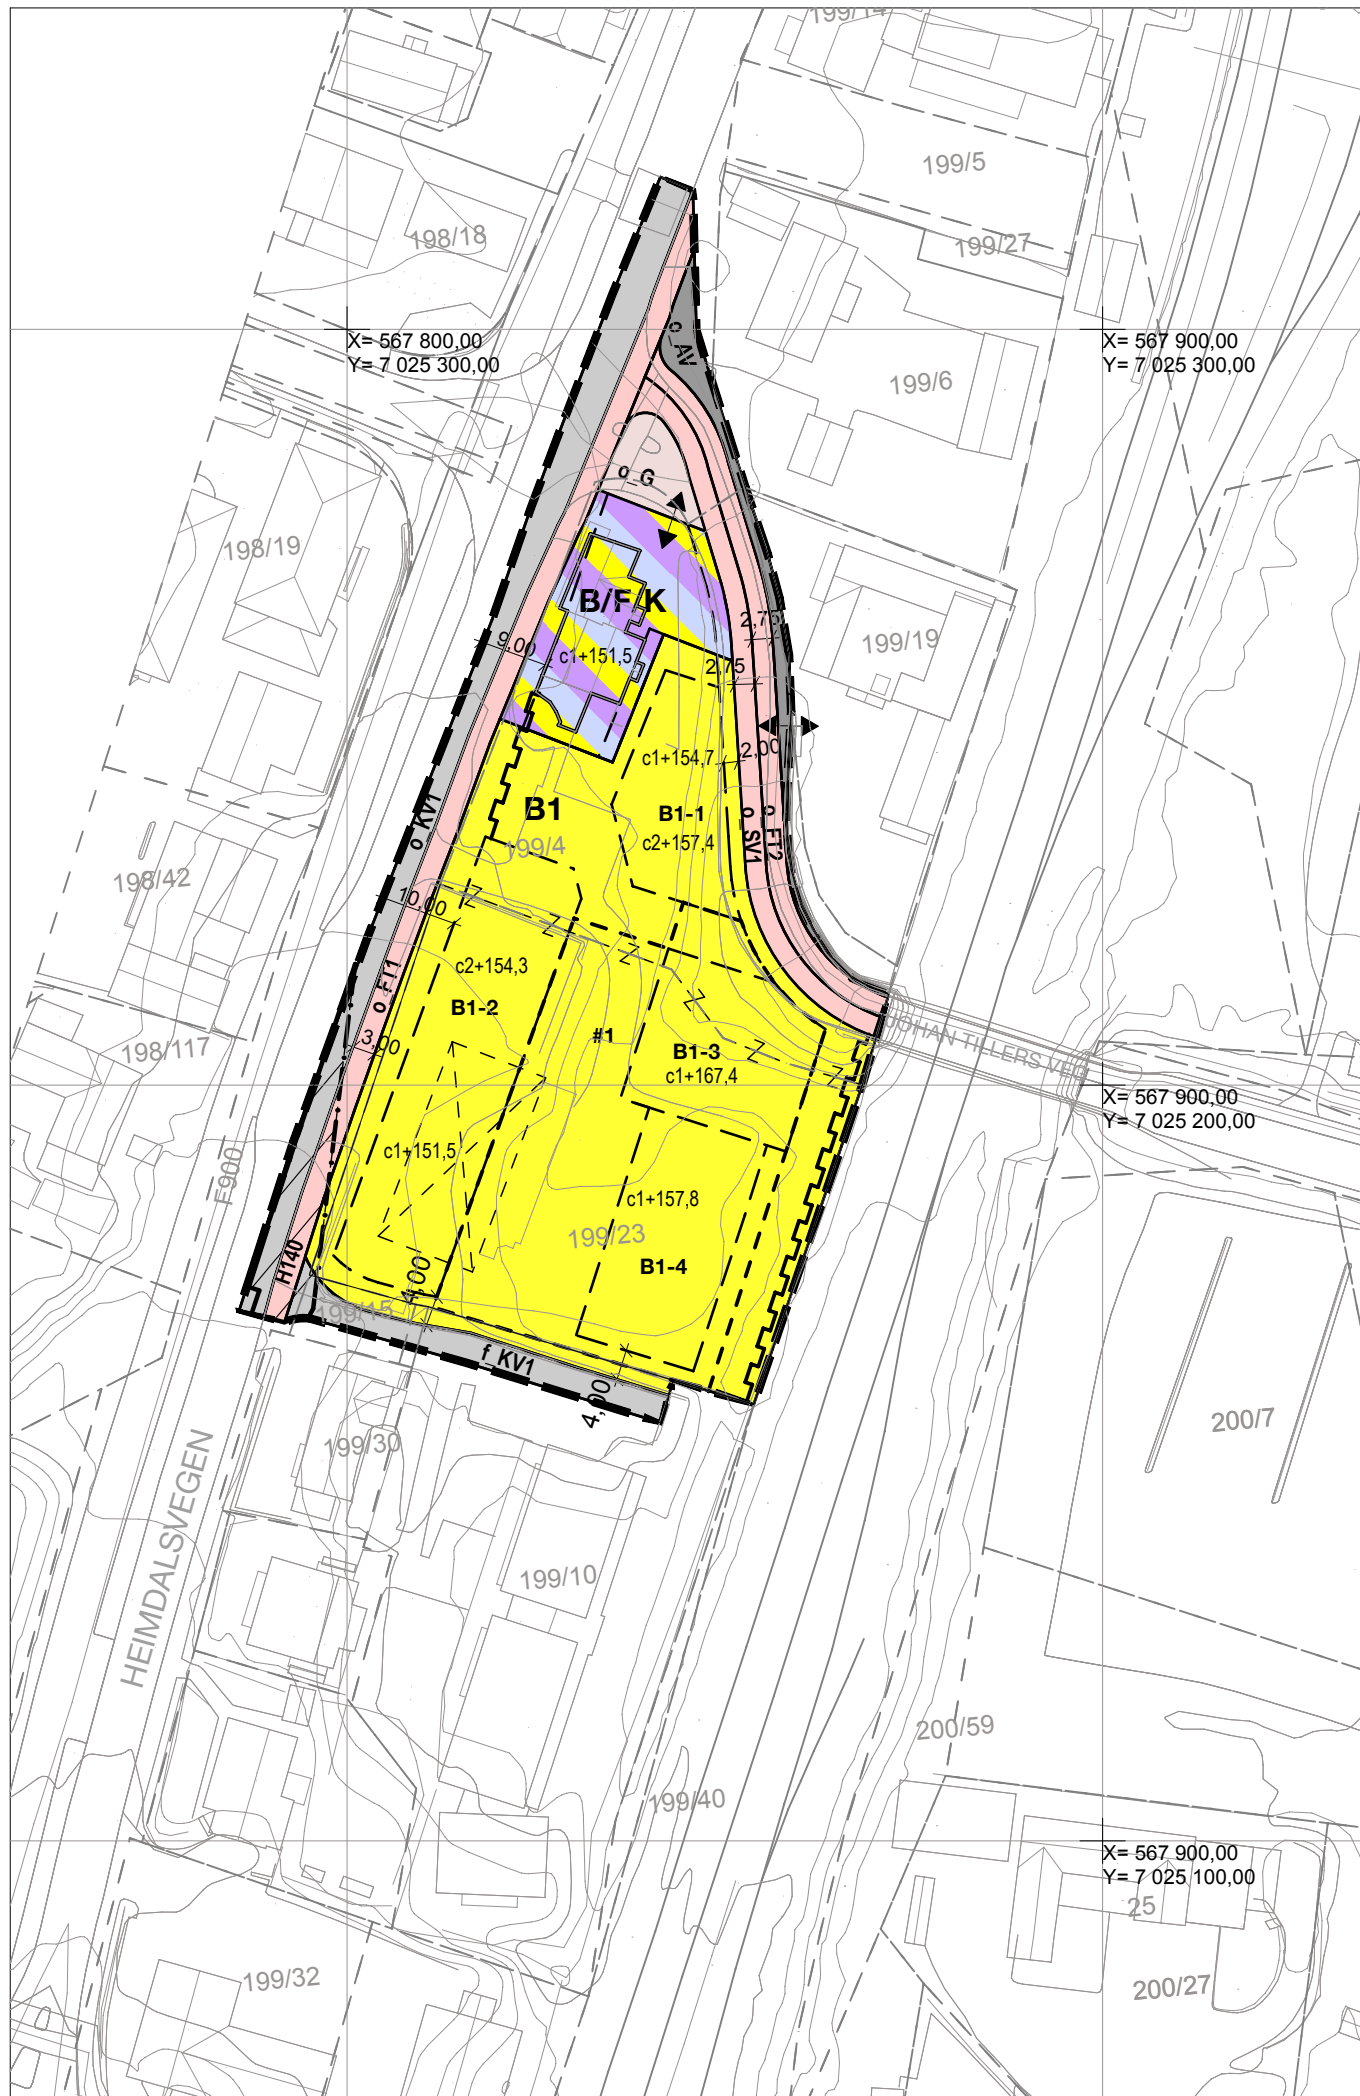 199/14
199/5
199/27
198/18
X= 567 800,00
Y= 7 025 300,00
o_AV
X= 567 900,00
Y= 7 025 300,00
199/6
o_G
198/19
B/F/K
2,75
199/19
9,00
c1+151,5
2,75
2,00
c1+154,7
o_KV1
B1
B1-1
o_SV1
o_FT2
c2+157,4
199/4
198/42
10,00
c2+154,3
o_FT1
B1-2
#1
JOHAN TILLERS VEG
198/117
3,00
B1-3
c1+167,4
X= 567 900,00
Y= 7 025 200,00
c1+151,5
F900
c1+157,8
199/23
H140
4,00
B1-4
199/15
f_KV1
4,00
200/7
199/30
HEIMDALSVEGEN
199/10
200/59
199/40
X= 567 900,00
Y= 7 025 100,00
25
199/32
200/27